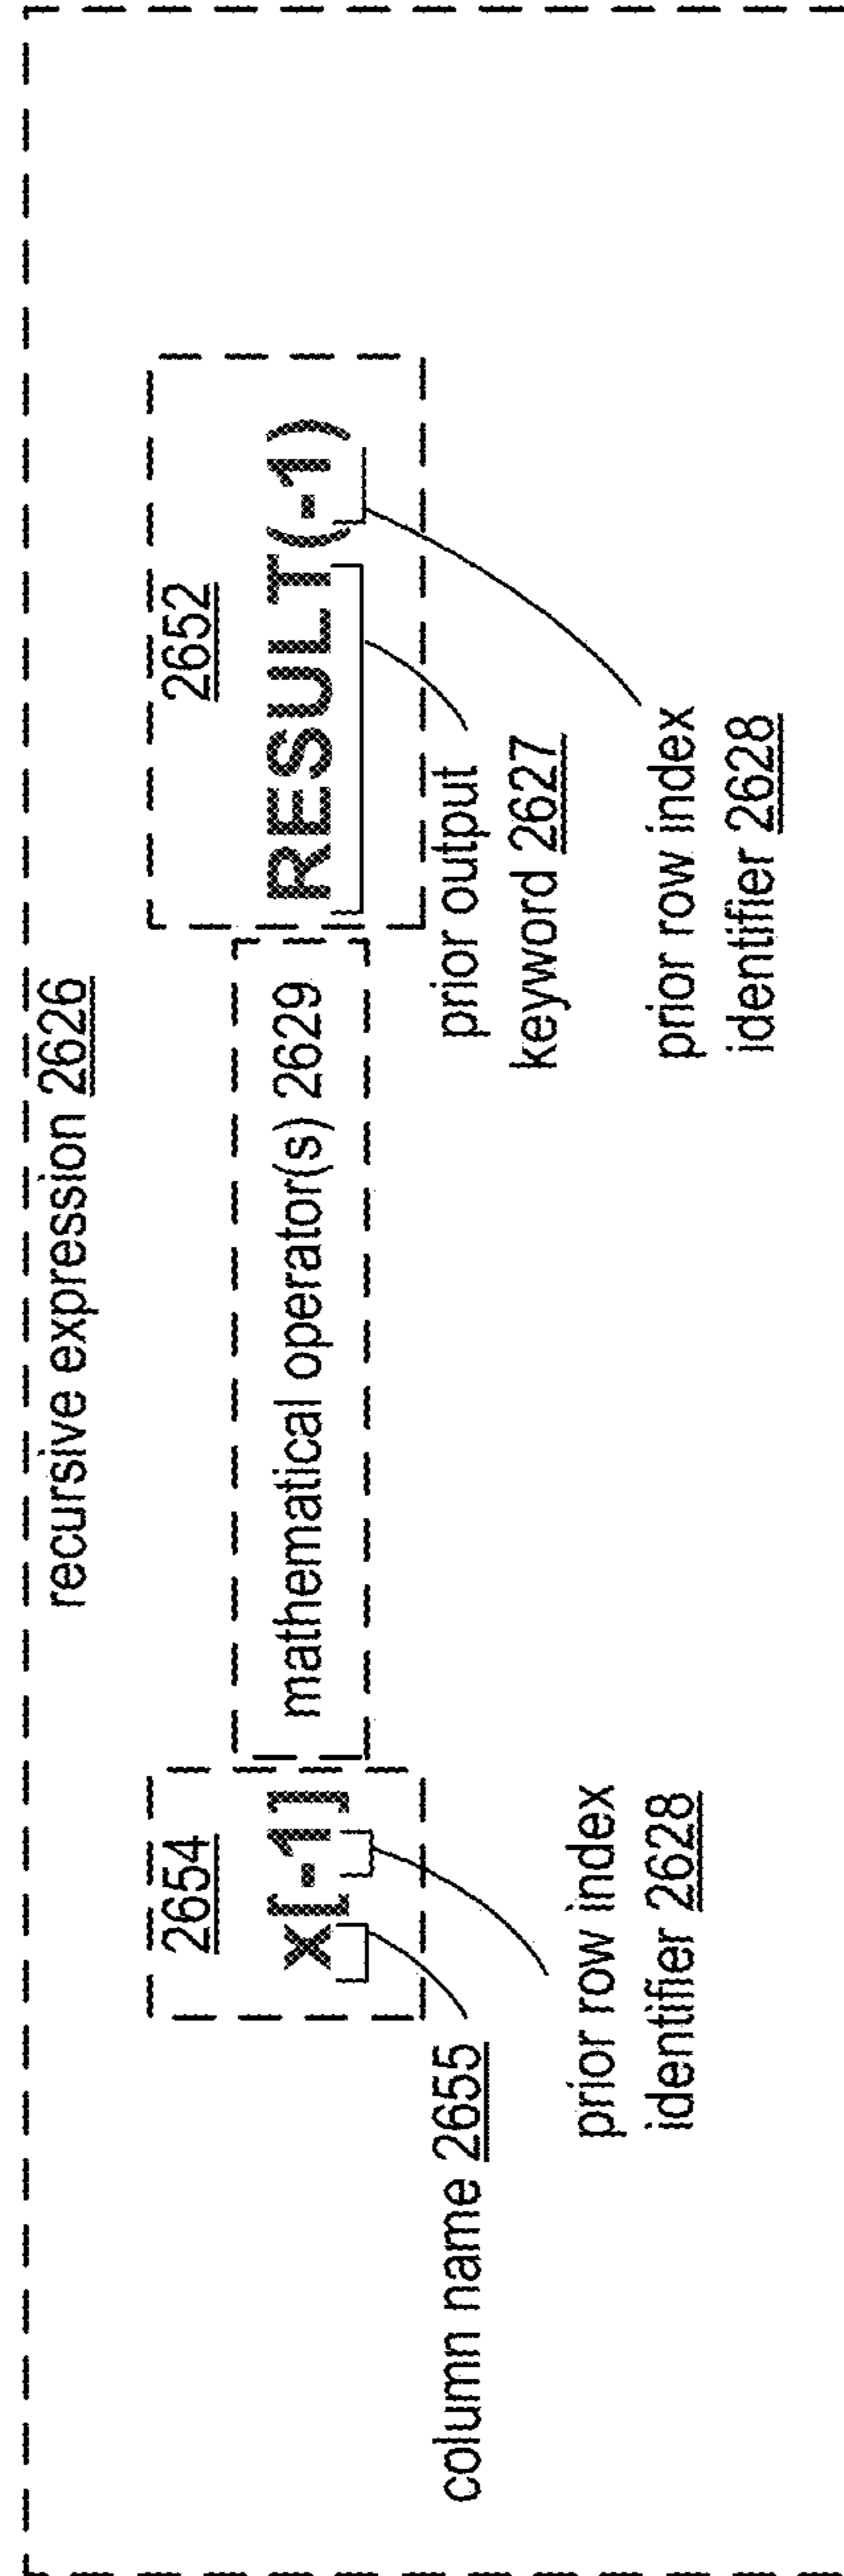 recursive expression 2626
2654
x[-1]
mathematical operator(s) 2629
2652
RESULT(-1)
column name 2655
prior row index
identifier 2628
prior output
keyword 2627
prior row index
identifier 2628